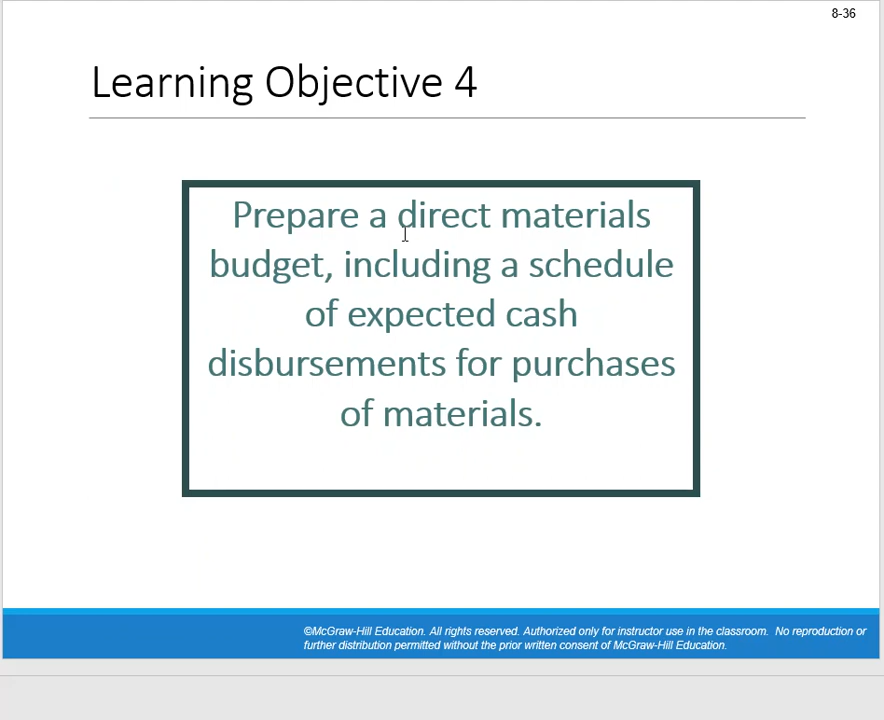 8-36
Learning Objective 4
Prepare a direct materials
budget, including a schedule
of expected cash
disbursements for purchases
of materials.
©McGraw-Hill Education. All rights reserved. Authorized only for instructor use in the classroom. No reproduction or
further distribution permitted without the prior written consent of McGraw-Hill Education.